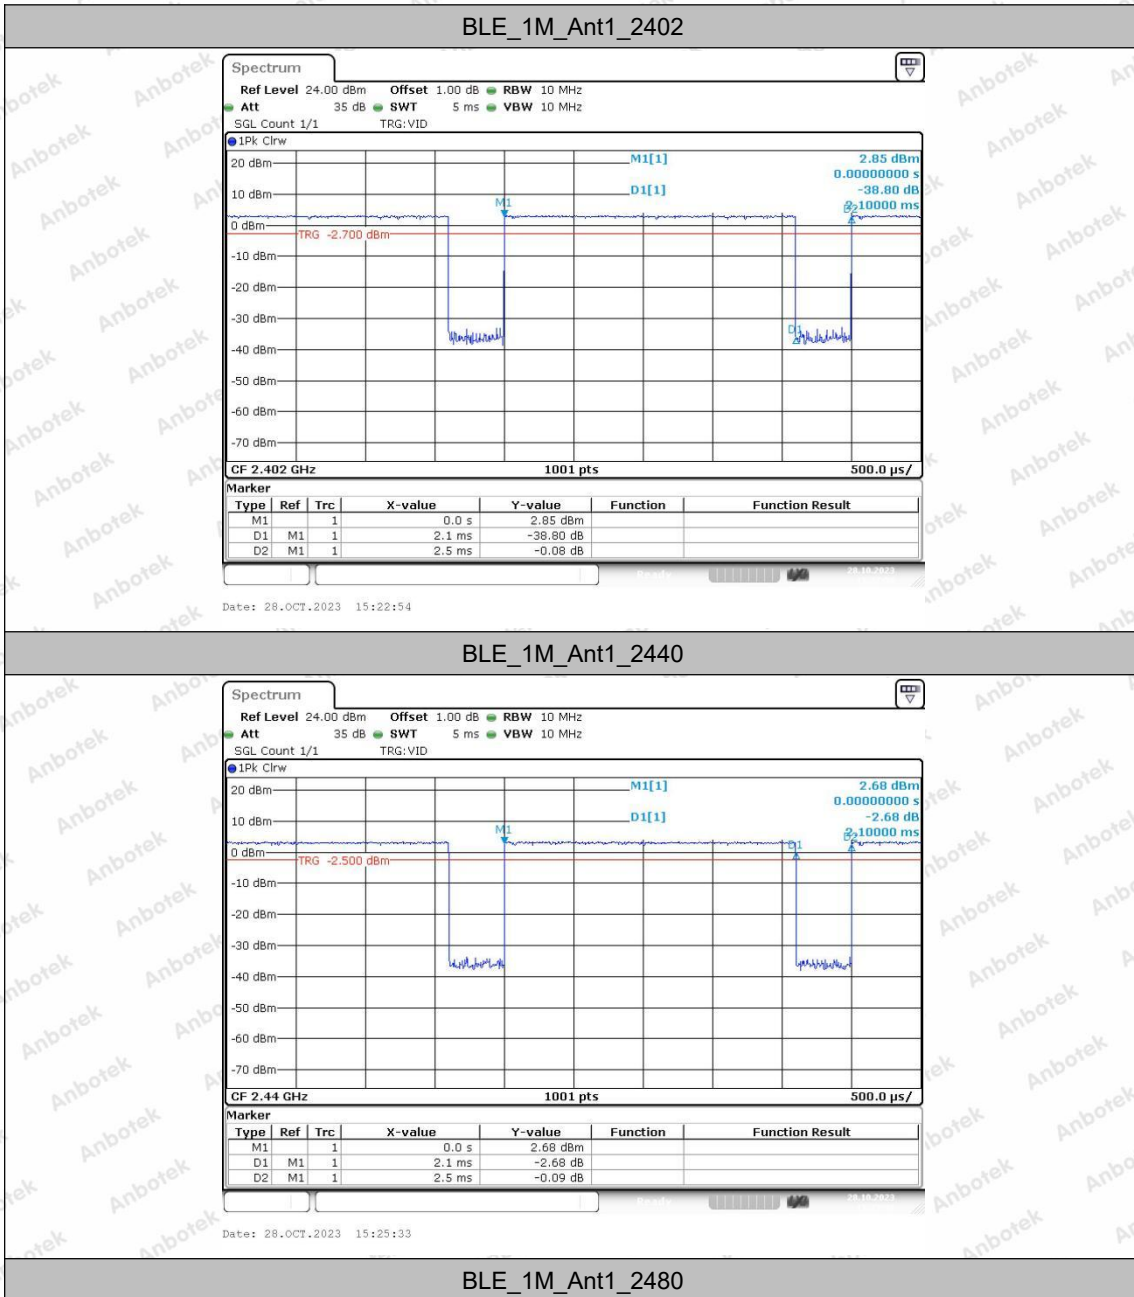 BLE_1M_Ant1_2402
Spectrum
Ref Level 24.00 dBm Offset 1.00 dB RBW 10 MHz
Att 35 dB SWT 5 ms VBW 10 MHz
SGL Count 1/1 TRG:VID
1Pk Clrw
M1[1] 2.85 dBm
0.00000000 s
D1[1] -38.80 dB
2.10000 ms
20 dBm
10 dBm
M1
0 dBm
TRG -2.700 dBm
-10 dBm
-20 dBm
-30 dBm
D1
-40 dBm
-50 dBm
-60 dBm
-70 dBm
CF 2.402 GHz 1001 pts 500.0 µs/
Marker
Type Ref Trc X-value Y-value Function Function Result
M1 1 0.0 s 2.85 dBm
D1 M1 1 2.1 ms -38.80 dB
D2 M1 1 2.5 ms -0.08 dB
28.10.2023
Date: 28.OCT.2023 15:22:54
BLE_1M_Ant1_2440
Spectrum
Ref Level 24.00 dBm Offset 1.00 dB RBW 10 MHz
Att 35 dB SWT 5 ms VBW 10 MHz
SGL Count 1/1 TRG:VID
1Pk Clrw
M1[1] 2.68 dBm
0.00000000 s
D1[1] -2.68 dB
2.10000 ms
20 dBm
10 dBm
M1
D1
0 dBm
TRG -2.500 dBm
-10 dBm
-20 dBm
-30 dBm
-40 dBm
-50 dBm
-60 dBm
-70 dBm
CF 2.44 GHz 1001 pts 500.0 µs/
Marker
Type Ref Trc X-value Y-value Function Function Result
M1 1 0.0 s 2.68 dBm
D1 M1 1 2.1 ms -2.68 dB
D2 M1 1 2.5 ms -0.09 dB
28.10.2023
Date: 28.OCT.2023 15:25:33
BLE_1M_Ant1_2480
Anbotek